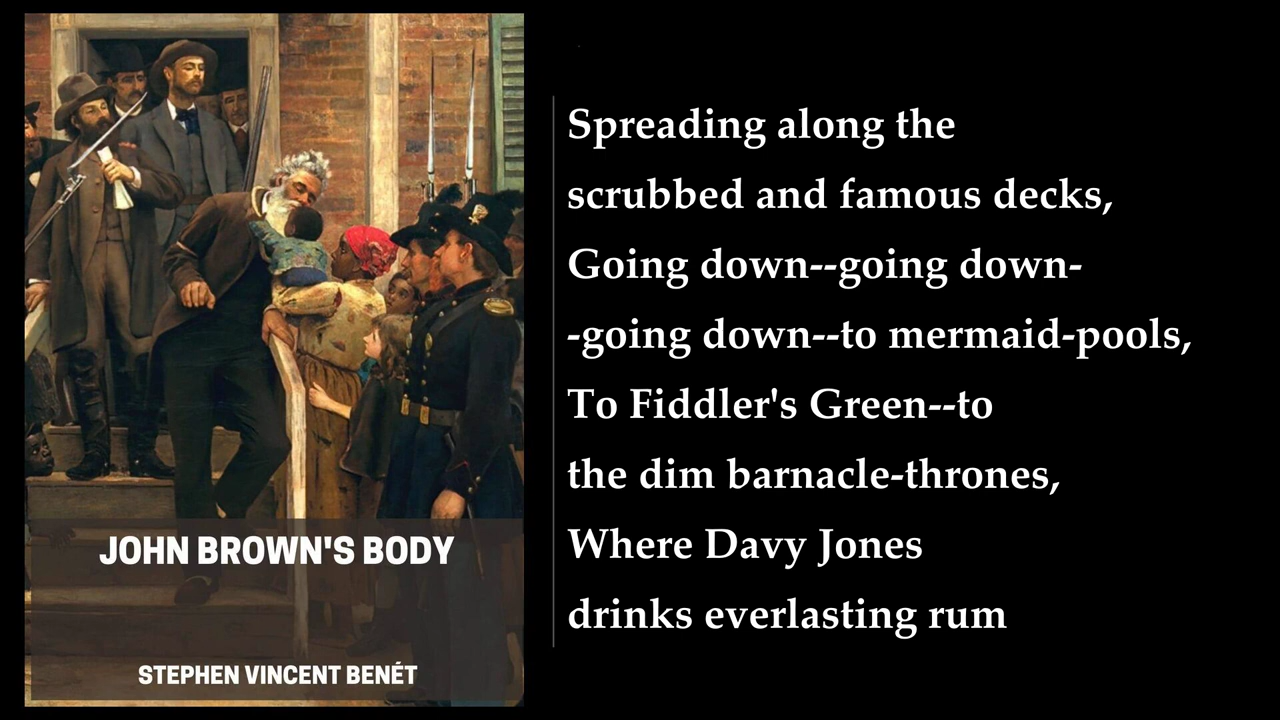 JOHN BROWN'S BODY
STEPHEN VINCENT BENÉT
Spreading along the
scrubbed and famous decks,
Going down--going down-
-going down--to mermaid-pools,
To Fiddler's Green--to
the dim barnacle-thrones,
Where Davy Jones
drinks everlasting rum